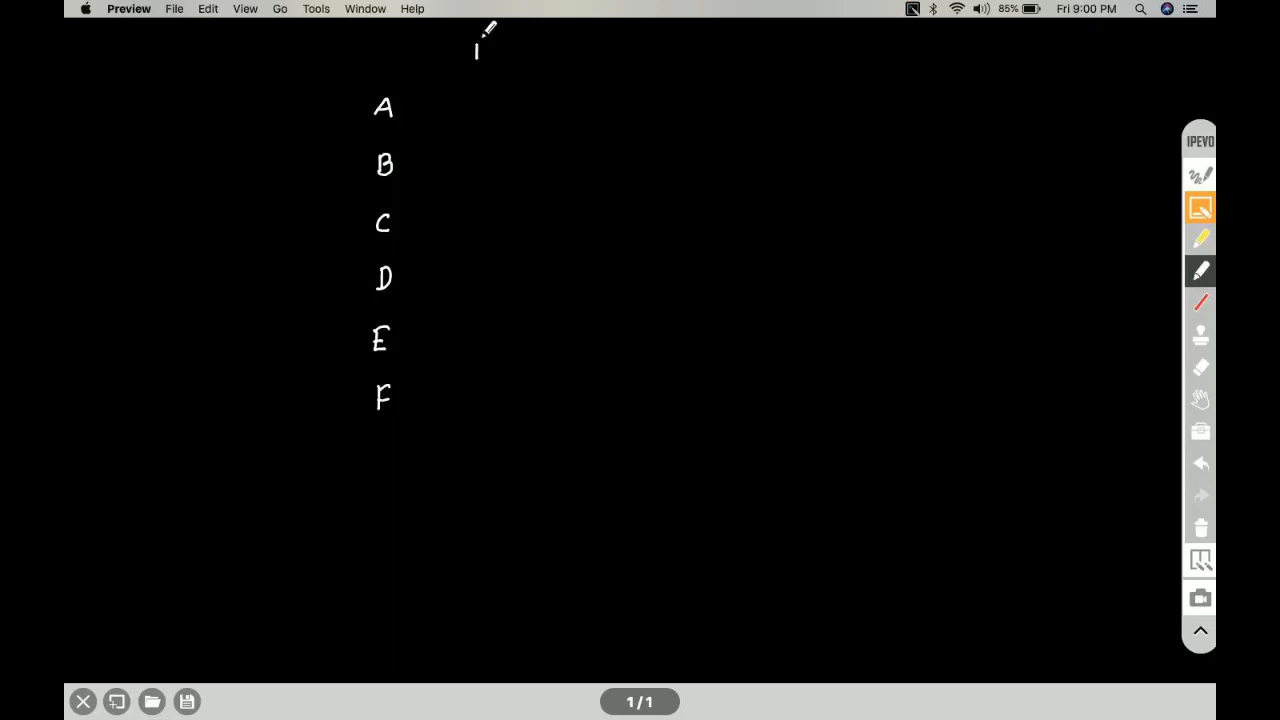 Preview File Edit View Go Tools Window Help 85% Fri 9:00 PM
I
A
IPEVO
B
C
D
E
F
1/1